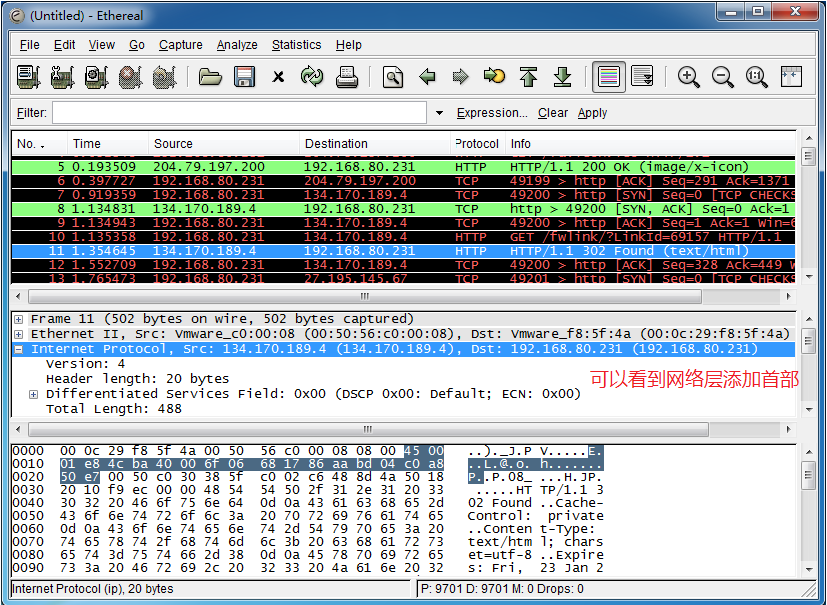 (Untitled) - Ethereal
File Edit View Go Capture Analyze Statistics Help
Filter: Expression... Clear Apply
No. . Time Source Destination Protocol Info
5 0.193509 204.79.197.200 192.168.80.231 HTTP HTTP/1.1 200 OK (image/x-icon)
6 0.397727 192.168.80.231 204.79.197.200 TCP 49199 > http [ACK] Seq=291 Ack=1371
7 0.919359 192.168.80.231 134.170.189.4 TCP 49200 > http [SYN] Seq=0 [TCP CHECKS
8 1.134831 134.170.189.4 192.168.80.231 TCP http > 49200 [SYN, ACK] Seq=0 Ack=1
9 1.134943 192.168.80.231 134.170.189.4 TCP 49200 > http [ACK] Seq=1 Ack=1 Win=6
10 1.135358 192.168.80.231 134.170.189.4 HTTP GET /fwlink/?LinkId=69157 HTTP/1.1
11 1.354645 134.170.189.4 192.168.80.231 HTTP HTTP/1.1 302 Found (text/html)
12 1.552709 192.168.80.231 134.170.189.4 TCP 49200 > http [ACK] Seq=328 Ack=449 W
13 1.765473 192.168.80.231 27.195.145.67 TCP 49201 > http [SYN] Seq=0 [TCP CHECKS
Frame 11 (502 bytes on wire, 502 bytes captured)
Ethernet II, Src: Vmware_c0:00:08 (00:50:56:c0:00:08), Dst: Vmware_f8:5f:4a (00:0c:29:f8:5f:4a)
Internet Protocol, Src: 134.170.189.4 (134.170.189.4), Dst: 192.168.80.231 (192.168.80.231)
Version: 4
Header length: 20 bytes
可以看到网络层添加首部
Differentiated Services Field: 0x00 (DSCP 0x00: Default; ECN: 0x00)
Total Length: 488
0000 00 0c 29 f8 5f 4a 00 50 56 c0 00 08 08 00 45 00 ..)._J.P V.....E.
0010 01 e8 4c ba 40 00 6f 06 68 17 86 aa bd 04 c0 a8 ..L.@.o. h.......
0020 50 e7 00 50 c0 30 38 5f c0 02 c6 48 8d 4a 50 18 P..P.08_ ...H.JP.
0030 20 10 f9 ec 00 00 48 54 54 50 2f 31 2e 31 20 33 .....HT TP/1.1 3
0040 30 32 20 46 6f 75 6e 64 0d 0a 43 61 63 68 65 2d 02 Found ..Cache-
0050 43 6f 6e 74 72 6f 6c 3a 20 70 72 69 76 61 74 65 Control: private
0060 0d 0a 43 6f 6e 74 65 6e 74 2d 54 79 70 65 3a 20 ..Conten t-Type:
0070 74 65 78 74 2f 68 74 6d 6c 3b 20 63 68 61 72 73 text/htm l; chars
0080 65 74 3d 75 74 66 2d 38 0d 0a 45 78 70 69 72 65 et=utf-8 ..Expire
0090 73 3a 20 46 72 69 2c 20 32 33 20 4a 61 6e 20 32 s: Fri, 23 Jan 2
Internet Protocol (ip), 20 bytes P: 9701 D: 9701 M: 0 Drops: 0